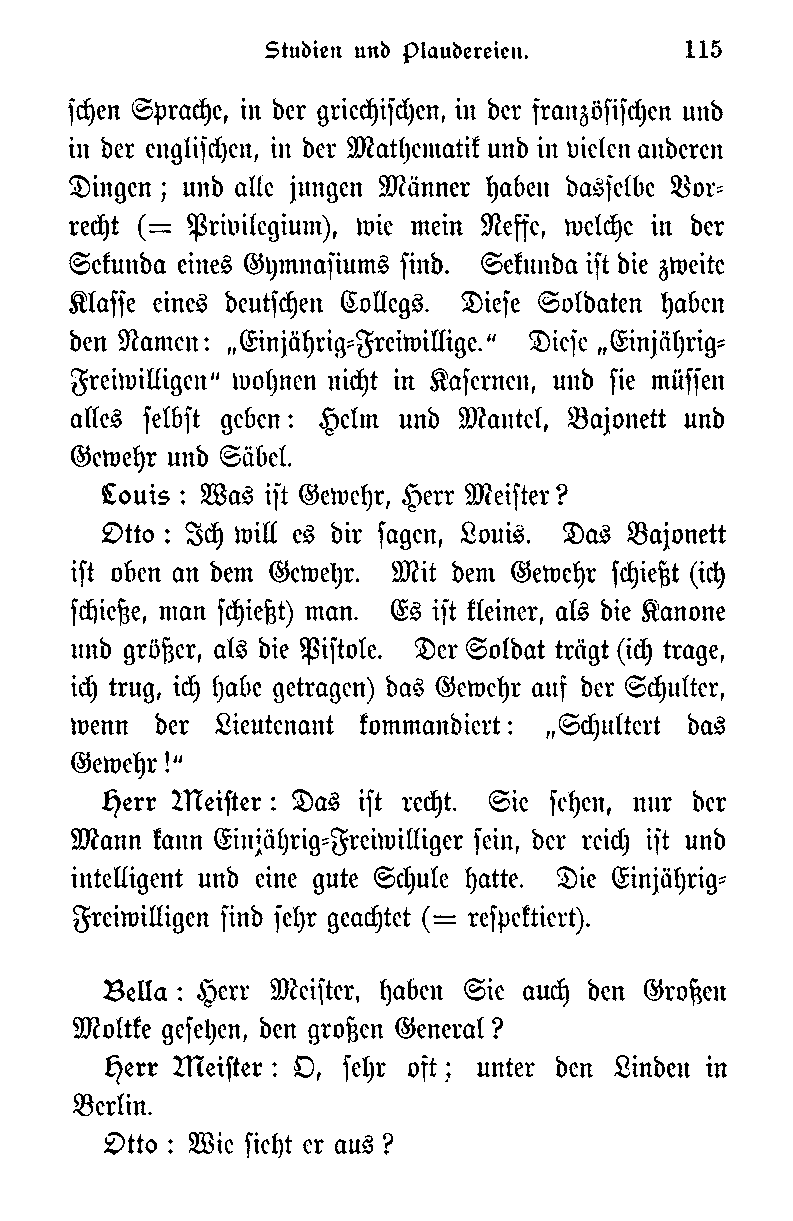 Studien und Plaudereien. 115
schen Sprache, in der griechischen, in der französischen und
in der englischen, in der Mathematik und in vielen anderen
Dingen; und alle jungen Männer haben dasselbe Vor-
recht (= Privilegium), wie mein Neffe, welche in der
Sekunda eines Gymnasiums sind. Sekunda ist die zweite
Klasse eines deutschen Collegs. Diese Soldaten haben
den Namen: „Einjährig-Freiwillige." Diese „Einjährig-
Freiwilligen" wohnen nicht in Kasernen, und sie müssen
alles selbst geben: Helm und Mantel, Bajonett und
Gewehr und Säbel.
Louis: Was ist Gewehr, Herr Meister?
Otto: Ich will es dir sagen, Louis. Das Bajonett
ist oben an dem Gewehr. Mit dem Gewehr schießt (ich
schieße, man schießt) man. Es ist kleiner, als die Kanone
und größer, als die Pistole. Der Soldat trägt (ich trage,
ich trug, ich habe getragen) das Gewehr auf der Schulter,
wenn der Lieutenant kommandiert: „Schultert das
Gewehr!"
Herr Meister: Das ist recht. Sie sehen, nur der
Mann kann Einjährig-Freiwilliger sein, der reich ist und
intelligent und eine gute Schule hatte. Die Einjährig-
Freiwilligen sind sehr geachtet (= respektiert).
Bella: Herr Meister, haben Sie auch den Großen
Moltke gesehen, den großen General?
Herr Meister: O, sehr oft; unter den Linden in
Berlin.
Otto: Wie sieht er aus?